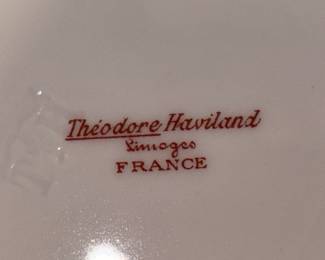 Théodore Haviland
Limoges
FRANCE